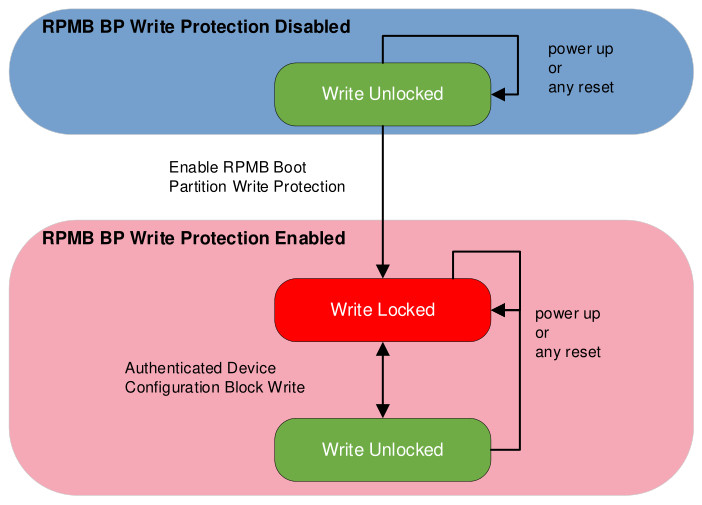 RPMB BP Write Protection Disabled
power up
or
any reset
Write Unlocked
Enable RPMB Boot
Partition Write Protection
RPMB BP Write Protection Enabled
Write Locked
power up
or
any reset
Authenticated Device
Configuration Block Write
Write Unlocked